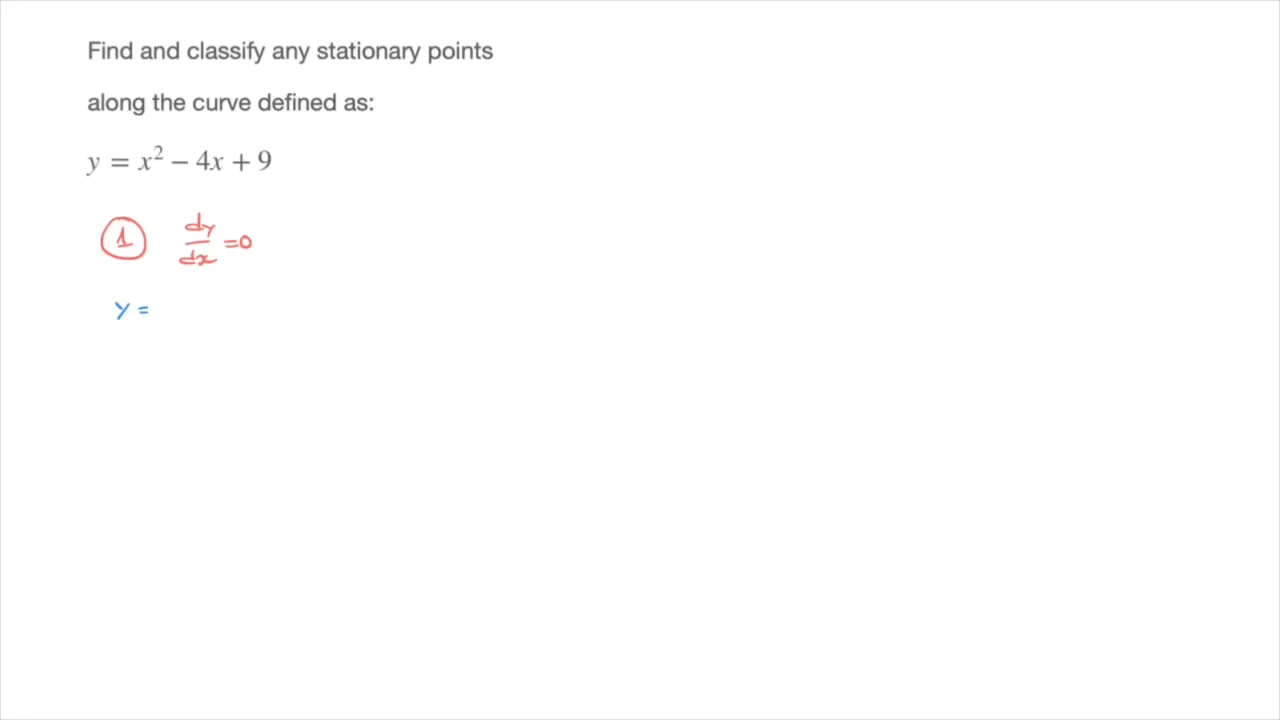 Find and classify any stationary points
along the curve defined as:
y = x² − 4x + 9
1 dy/dx = 0
y =